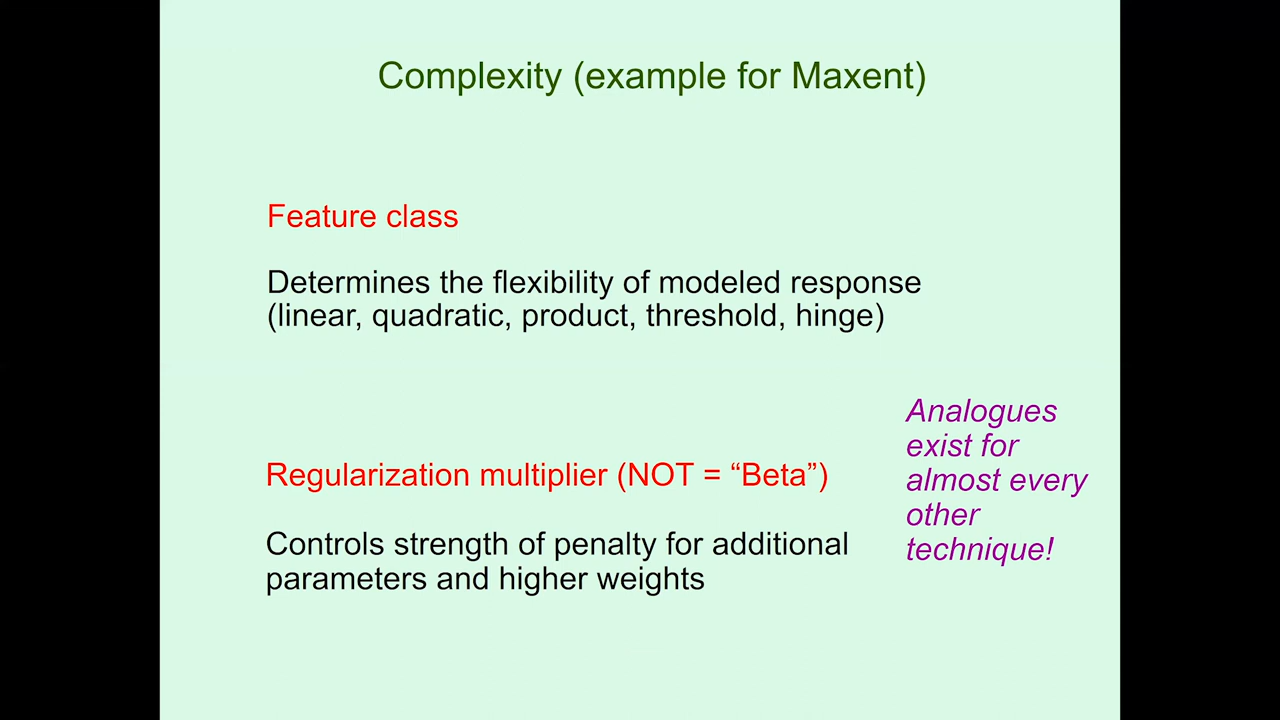 Complexity (example for Maxent)
Feature class
Determines the flexibility of modeled response
(linear, quadratic, product, threshold, hinge)
Regularization multiplier (NOT = “Beta”)
Controls strength of penalty for additional
parameters and higher weights
Analogues
exist for
almost every
other
technique!